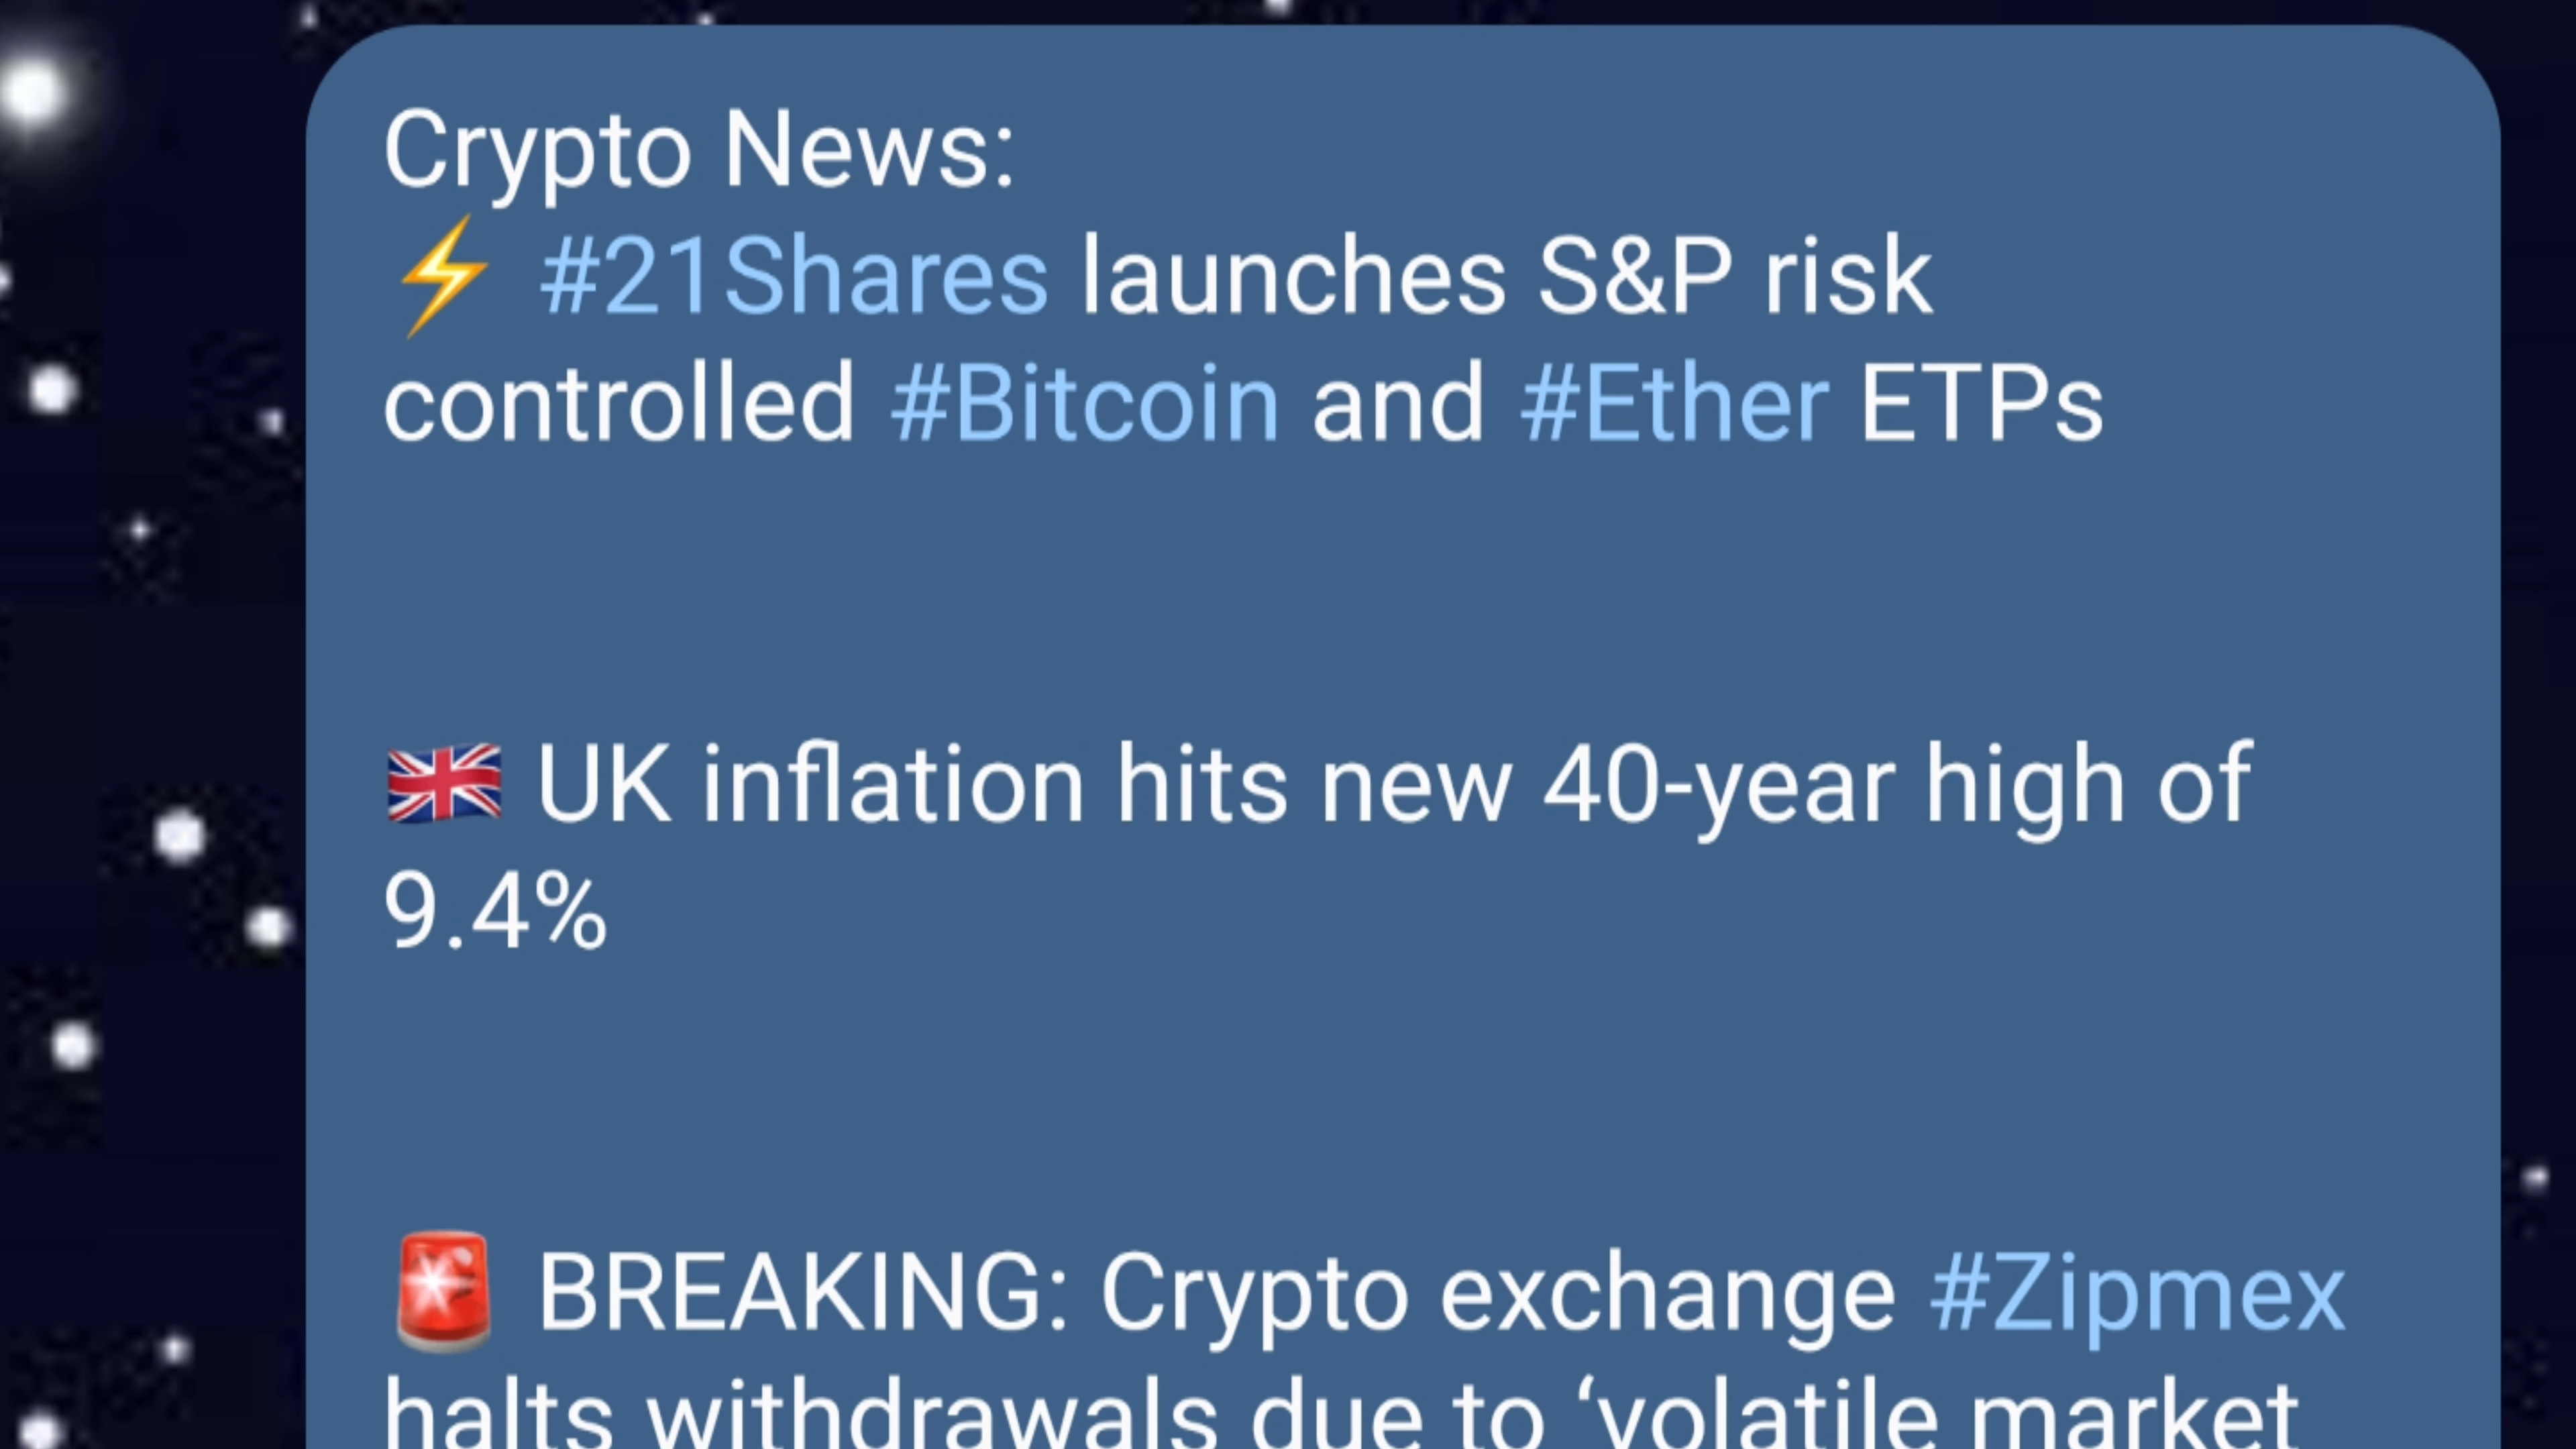 Crypto News:
⚡ #21Shares launches S&P risk
controlled #Bitcoin and #Ether ETPs
🇬🇧 UK inflation hits new 40-year high of
9.4%
🚨 BREAKING: Crypto exchange #Zipmex
halts withdrawals due to ‘volatile market